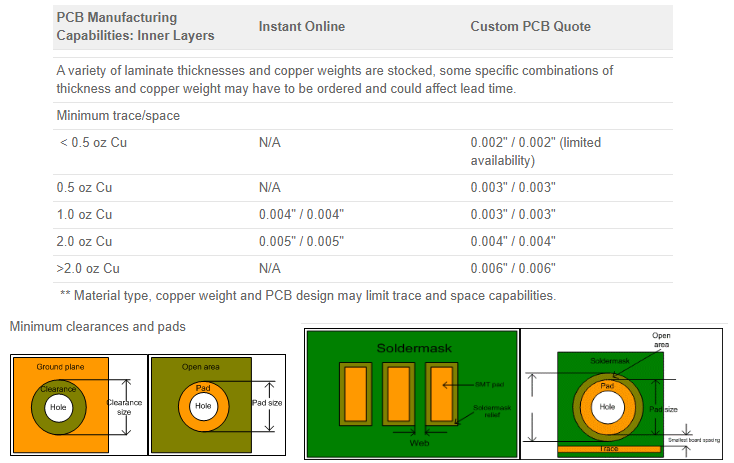 PCB Manufacturing
Capabilities: Inner Layers
Instant Online
Custom PCB Quote
A variety of laminate thicknesses and copper weights are stocked, some specific combinations of
thickness and copper weight may have to be ordered and could affect lead time.
Minimum trace/space
< 0.5 oz Cu N/A 0.002" / 0.002" (limited
availability)
0.5 oz Cu N/A 0.003" / 0.003"
1.0 oz Cu 0.004" / 0.004" 0.003" / 0.003"
2.0 oz Cu 0.005" / 0.005" 0.004" / 0.004"
>2.0 oz Cu N/A 0.006" / 0.006"
** Material type, copper weight and PCB design may limit trace and space capabilities.
Minimum clearances and pads
Ground plane
Clearance
Hole
Clearance
size
Open area
Pad
Hole
Pad size
Soldermask
SMT pad
Soldermask
relief
Web
Open
area
Soldermask
Pad
Hole
Pad size
Smallest board spacing
Trace